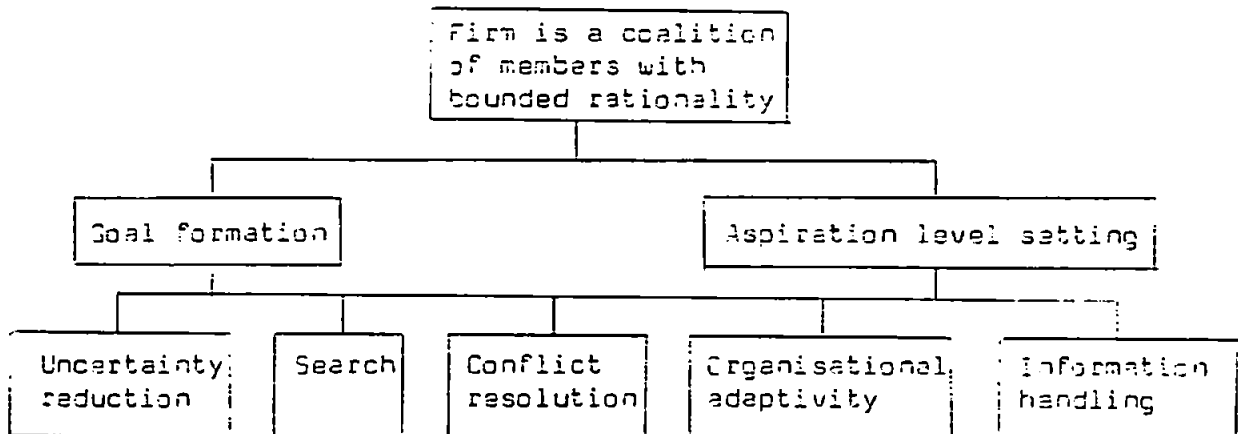 Firm is a coalition
of members with
bounded rationality
Goal formation
Aspiration level setting
Uncertainty
reduction
Search
Conflict
resolution
Organisational
adaptivity
Information
handling